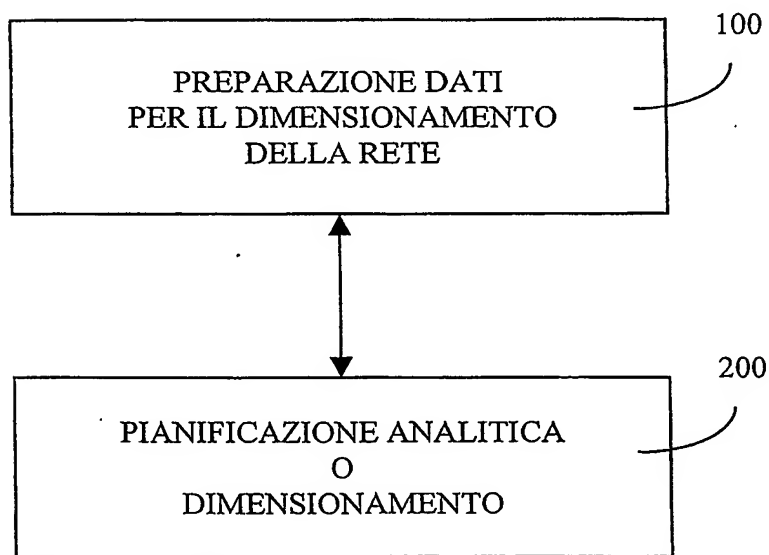 100
PREPARAZIONE DATI
PER IL DIMENSIONAMENTO
DELLA RETE
200
PIANIFICAZIONE ANALITICA
O
DIMENSIONAMENTO